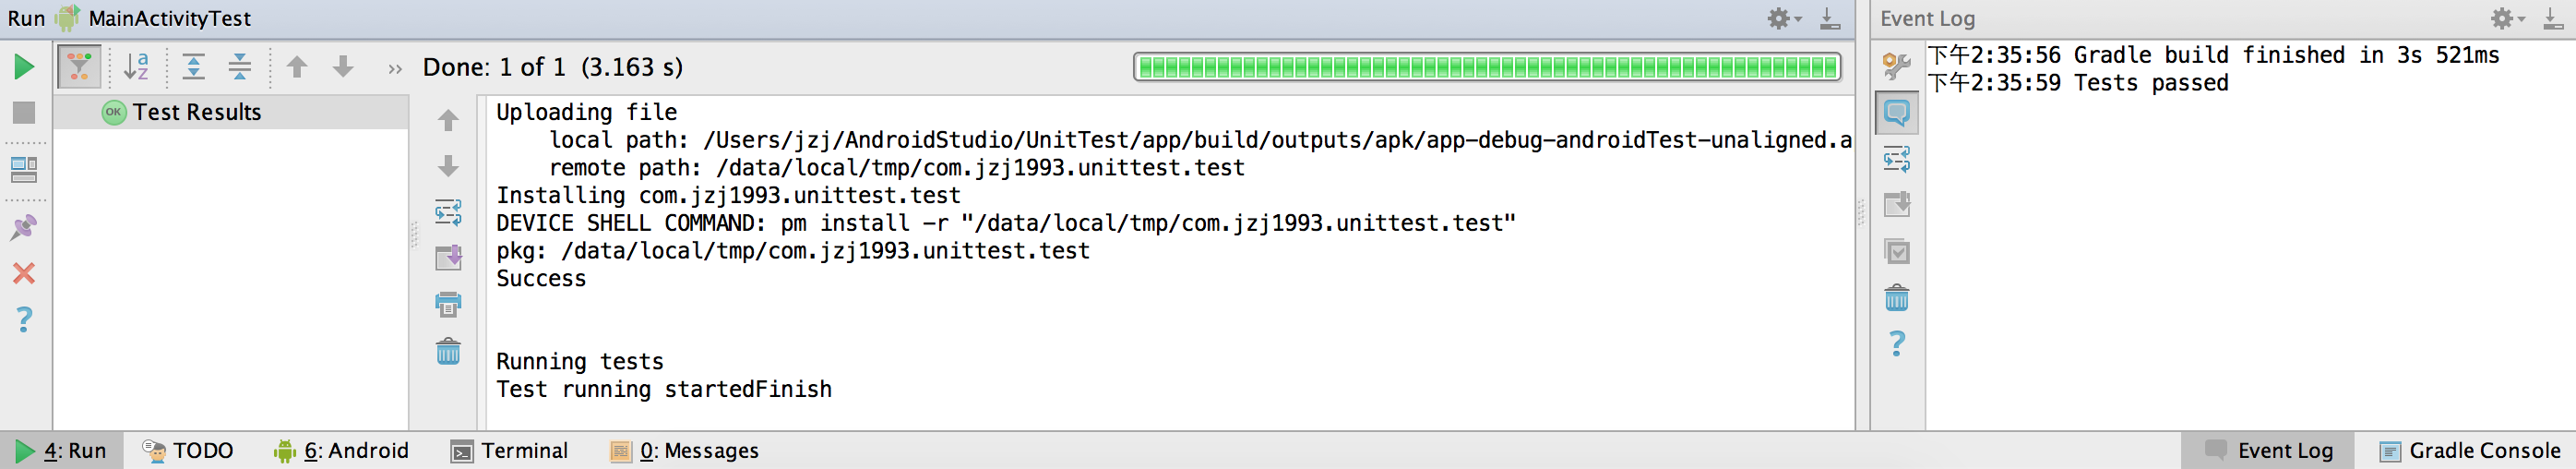 Run MainActivityTest
Event Log
Done: 1 of 1 (3.163 s)
OK Test Results
Uploading file
local path: /Users/jzj/AndroidStudio/UnitTest/app/build/outputs/apk/app-debug-androidTest-unaligned.a
remote path: /data/local/tmp/com.jzj1993.unittest.test
Installing com.jzj1993.unittest.test
DEVICE SHELL COMMAND: pm install -r "/data/local/tmp/com.jzj1993.unittest.test"
pkg: /data/local/tmp/com.jzj1993.unittest.test
Success
Running tests
Test running startedFinish
下午2:35:56 Gradle build finished in 3s 521ms
下午2:35:59 Tests passed
4: Run TODO 6: Android Terminal 0: Messages Event Log Gradle Console